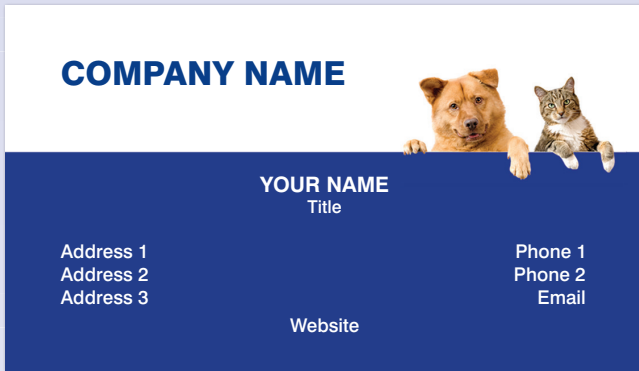 COMPANY NAME
YOUR NAME
Title
Address 1
Address 2
Address 3
Phone 1
Phone 2
Email
Website